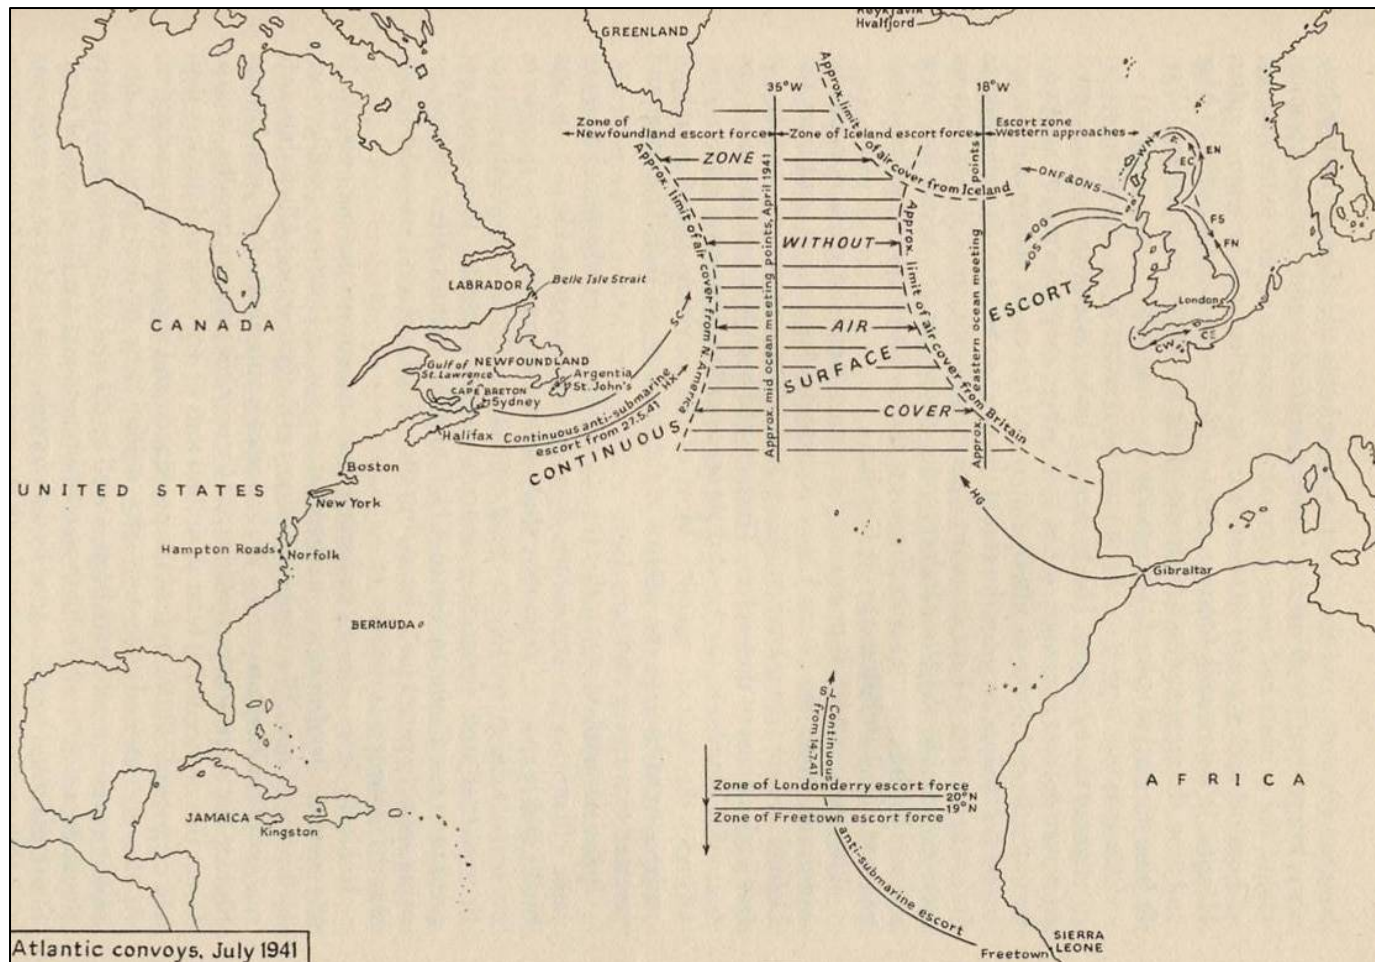 Reykjavik
Hvalfjord
GREENLAND
35°W
18°W
Approx. limit
of air cover from Iceland
Zone of
Newfoundland escort force
Zone of Iceland escort force
Escort zone
Western approaches
ZONE
WITHOUT
AIR
COVER
Approx. limit of air cover from N. America
Approx. mid ocean meeting points, April 1941
Approx. limit of air cover from Britain
Approx. eastern ocean meeting points
CONTINUOUS
SURFACE
ESCORT
WN
EC
EN
ONF&ONS
OG
OS
FS
FN
London
CW
CE
LABRADOR
Belle Isle Strait
CANADA
SC
Gulf of
St. Lawrence
NEWFOUNDLAND
Argentia
St. John's
CAPE BRETON
Sydney
HX
Halifax
Continuous anti-submarine
escort from 27.5.41
Boston
UNITED STATES
New York
Hampton Roads
Norfolk
HG
Gibraltar
BERMUDA
SL
Continuous
from 14.7.41
AFRICA
Zone of Londonderry escort force
20°N
19°N
Zone of Freetown escort force
anti-submarine escort
JAMAICA
Kingston
Freetown
SIERRA
LEONE
Atlantic convoys, July 1941